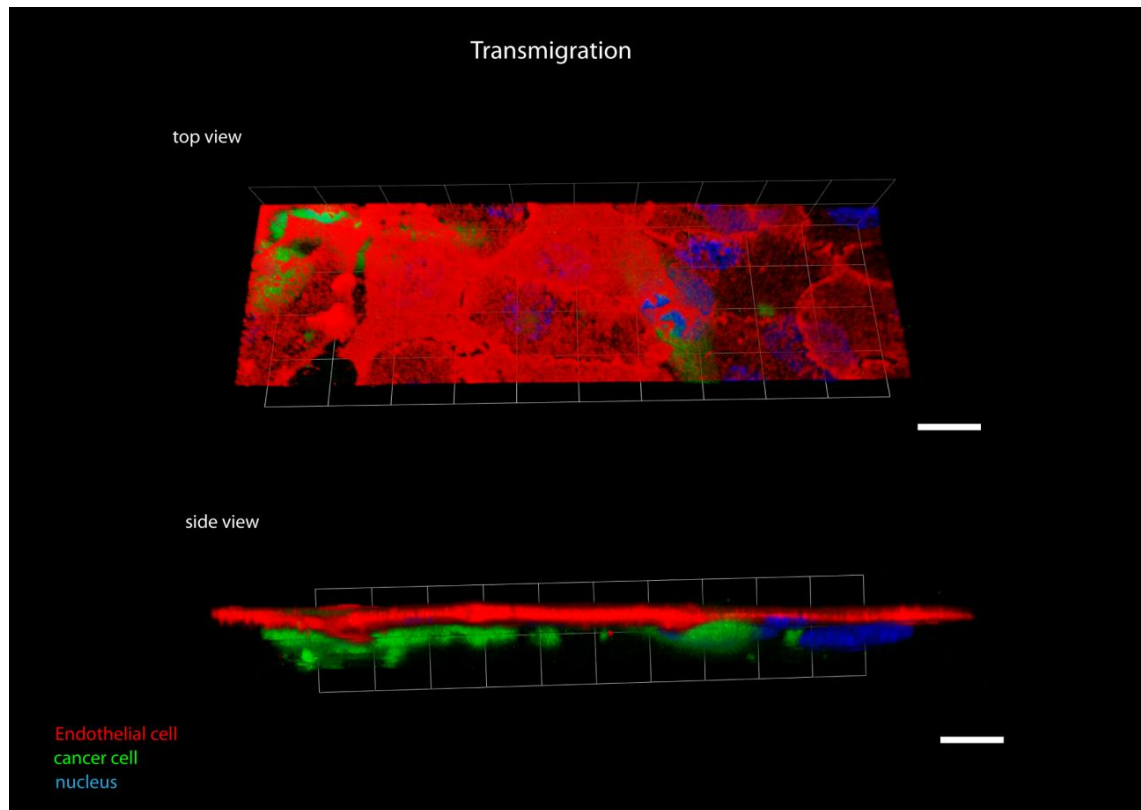 Transmigration
top view
side view
Endothelial cell
cancer cell
nucleus